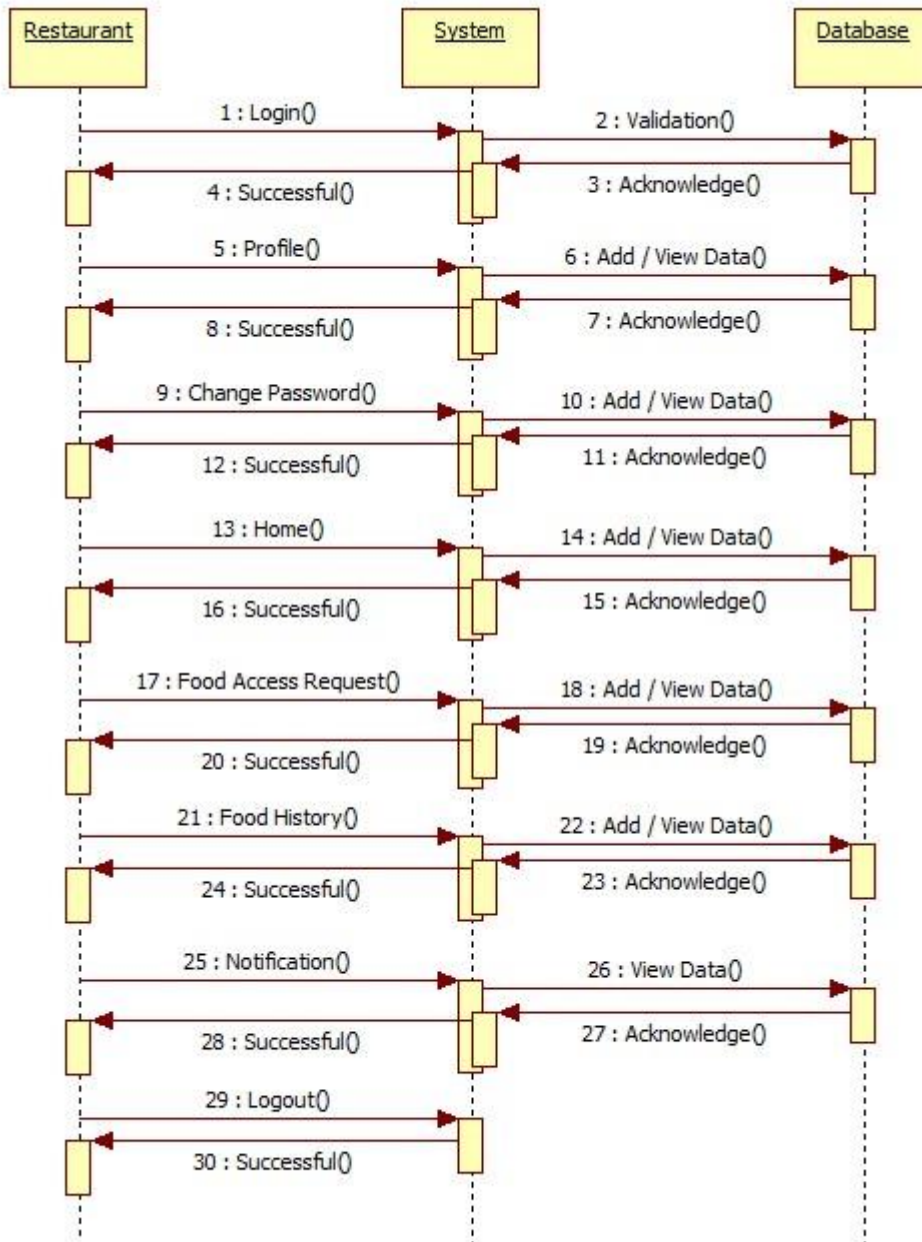 Restaurant
System
Database
1 : Login()
2 : Validation()
3 : Acknowledge()
4 : Successful()
5 : Profile()
6 : Add / View Data()
7 : Acknowledge()
8 : Successful()
9 : Change Password()
10 : Add / View Data()
11 : Acknowledge()
12 : Successful()
13 : Home()
14 : Add / View Data()
15 : Acknowledge()
16 : Successful()
17 : Food Access Request()
18 : Add / View Data()
19 : Acknowledge()
20 : Successful()
21 : Food History()
22 : Add / View Data()
23 : Acknowledge()
24 : Successful()
25 : Notification()
26 : View Data()
27 : Acknowledge()
28 : Successful()
29 : Logout()
30 : Successful()